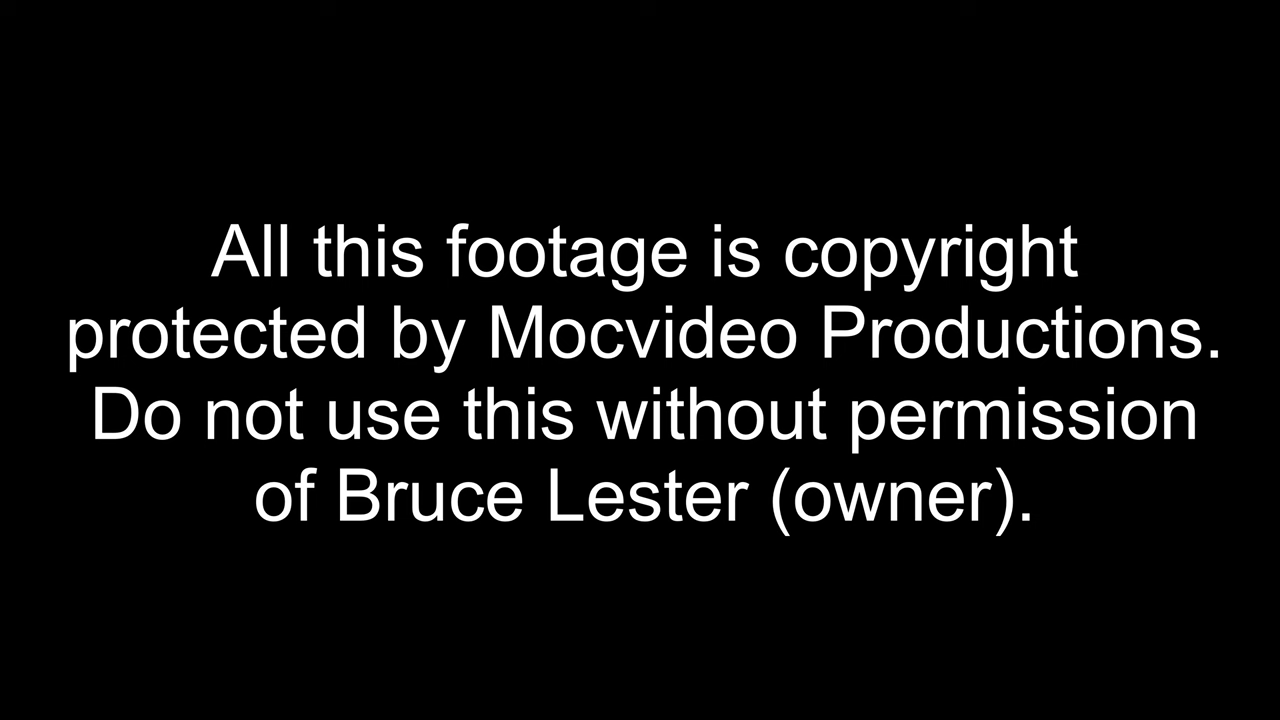 All this footage is copyright
protected by Mocvideo Productions.
Do not use this without permission
of Bruce Lester (owner).